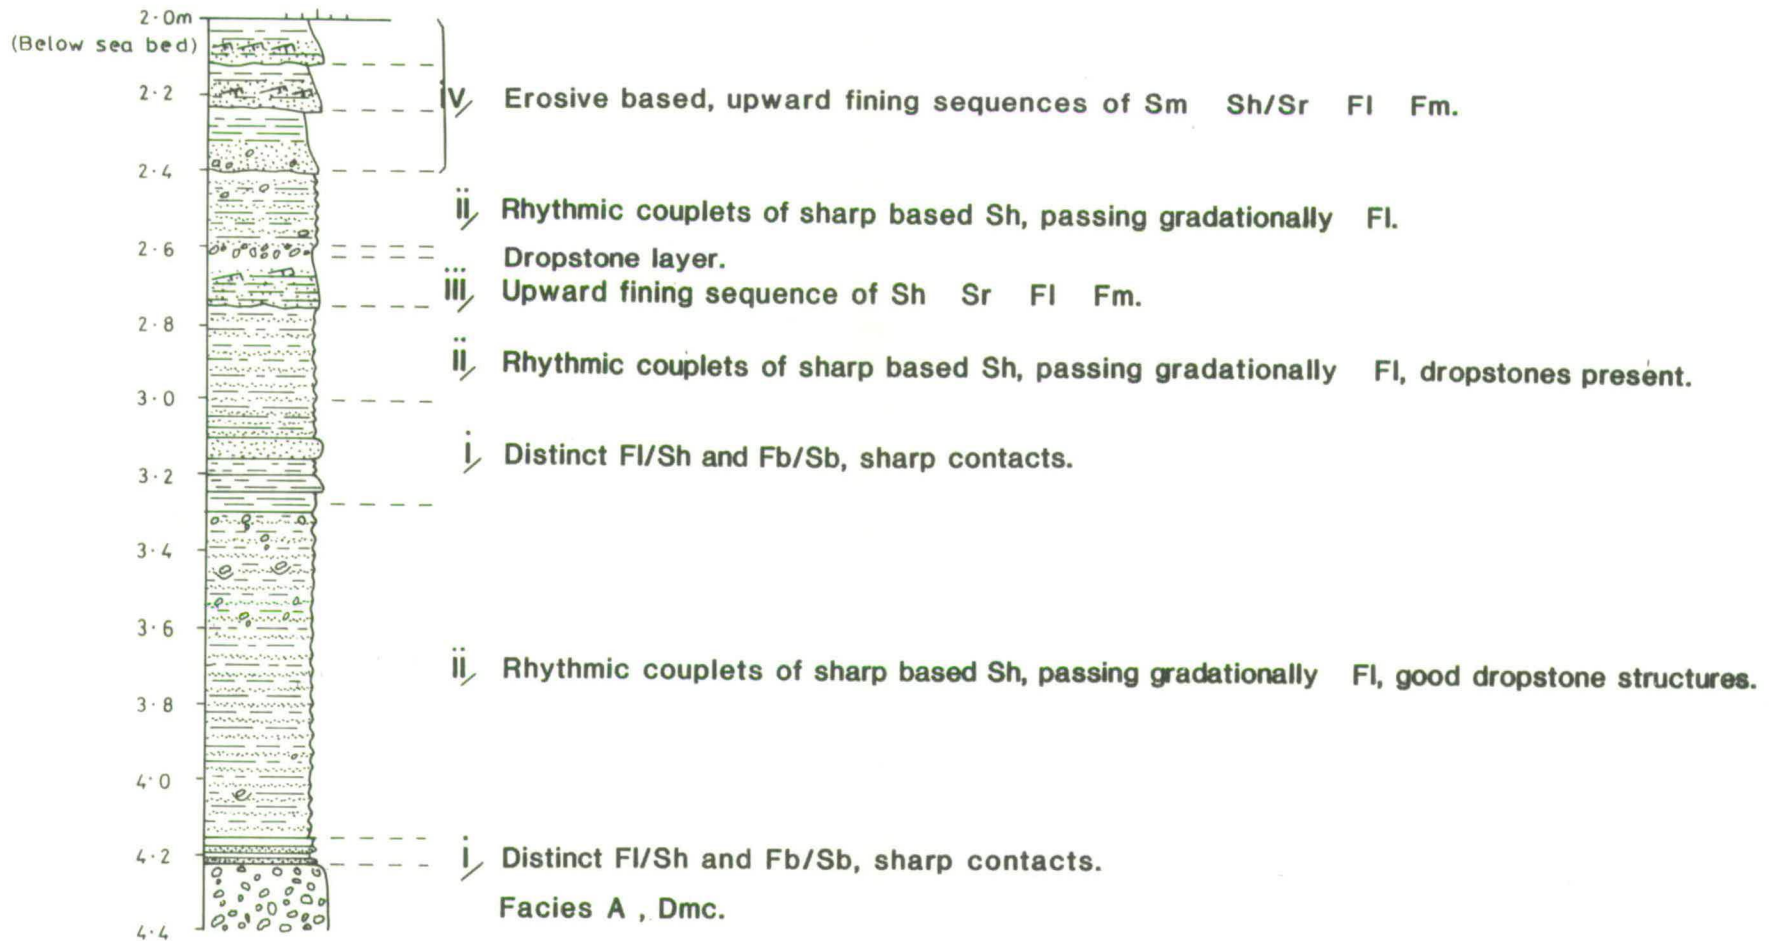 2·0m
(Below sea bed)
2·2
iv, Erosive based, upward fining sequences of Sm Sh/Sr Fl Fm.
2·4
ii, Rhythmic couplets of sharp based Sh, passing gradationally Fl.
2·6
Dropstone layer.
iii, Upward fining sequence of Sh Sr Fl Fm.
2·8
ii, Rhythmic couplets of sharp based Sh, passing gradationally Fl, dropstones present.
3·0
i, Distinct Fl/Sh and Fb/Sb, sharp contacts.
3·2
3·4
3·6
ii, Rhythmic couplets of sharp based Sh, passing gradationally Fl, good dropstone structures.
3·8
4·0
4·2
i, Distinct Fl/Sh and Fb/Sb, sharp contacts.
Facies A , Dmc.
4·4